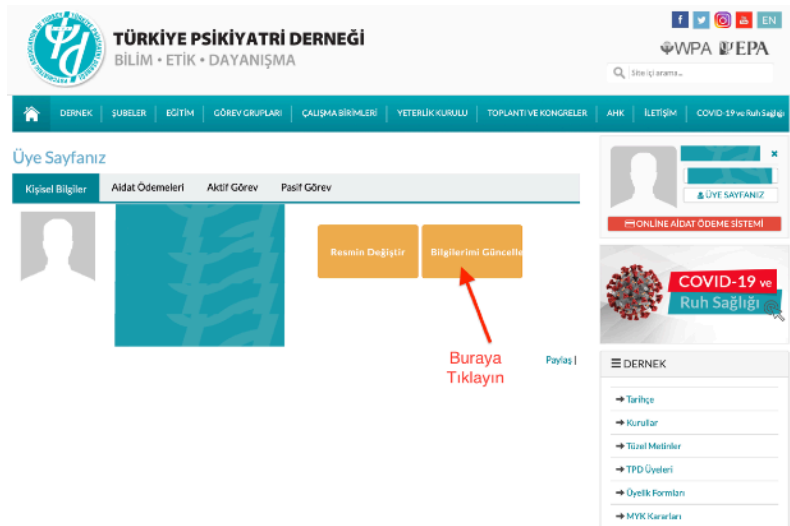 TÜRKİYE PSİKİYATRİ DERNEĞİ
BİLİM • ETİK • DAYANIŞMA
EN
WPA EPA
Site içi arama...
DERNEK ŞUBELER EĞİTİM GÖREV GRUPLARI ÇALIŞMA BİRİMLERİ YETERLİK KURULU TOPLANTI VE KONGRELER AHK İLETİŞİM COVID-19 ve Ruh Sağlığı
Üye Sayfanız
Kişisel Bilgiler Aidat Ödemeleri Aktif Görev Pasif Görev
Resmin Değiştir
Bilgilerimi Güncelle
Buraya
Tıklayın
Paylaş |
ÜYE SAYFANIZ
ONLINE AİDAT ÖDEME SİSTEMİ
COVID-19 ve
Ruh Sağlığı
DERNEK
Tarihçe
Kurullar
Tüzel Metinler
TPD Üyeleri
Üyelik Formları
MYK Kararları